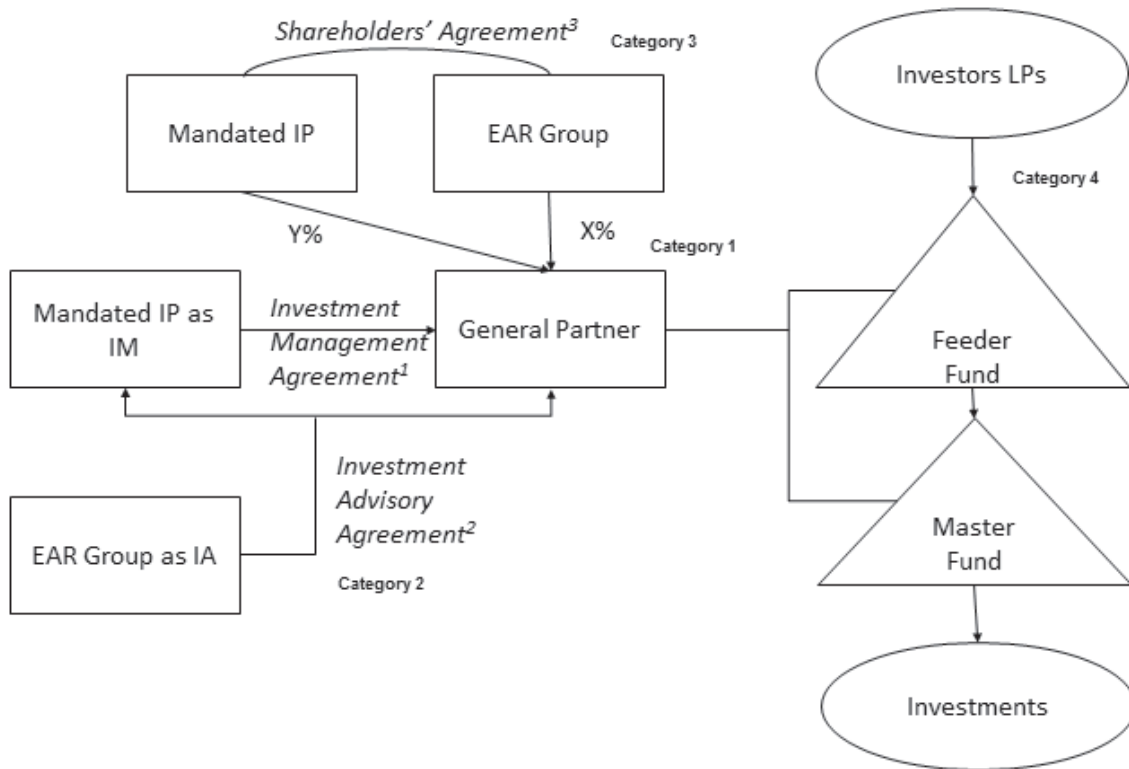 Shareholders' Agreement³
Category 3
Mandated IP
EAR Group
Investors LPs
Category 4
Y%
X%
Category 1
Mandated IP as
IM
Investment
Management
Agreement¹
General Partner
Feeder
Fund
Investment
Advisory
Agreement²
EAR Group as IA
Category 2
Master
Fund
Investments